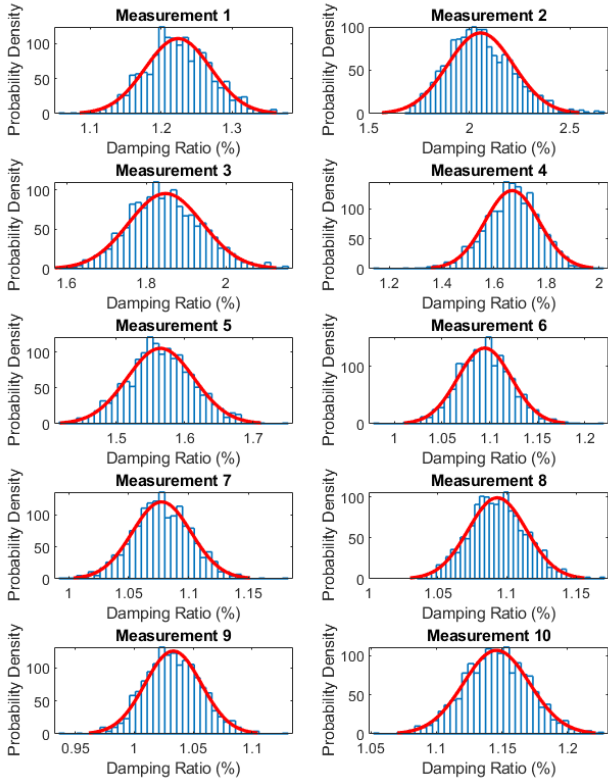 Measurement 1
Probability Density
100
50
0
1.1
1.2
1.3
Damping Ratio (%)
Measurement 2
Probability Density
100
50
0
1.5
2
2.5
Damping Ratio (%)
Measurement 3
Probability Density
100
50
0
1.6
1.8
2
Damping Ratio (%)
Measurement 4
Probability Density
100
50
0
1.2
1.4
1.6
1.8
2
Damping Ratio (%)
Measurement 5
Probability Density
100
50
0
1.5
1.6
1.7
Damping Ratio (%)
Measurement 6
Probability Density
100
0
1
1.05
1.1
1.15
1.2
Damping Ratio (%)
Measurement 7
Probability Density
100
50
0
1
1.05
1.1
1.15
Damping Ratio (%)
Measurement 8
Probability Density
100
50
0
1
1.1
Damping Ratio (%)
Measurement 9
Probability Density
100
50
0
0.95
1
1.05
1.1
Damping Ratio (%)
Measurement 10
Probability Density
100
50
0
1.05
1.1
1.15
1.2
Damping Ratio (%)